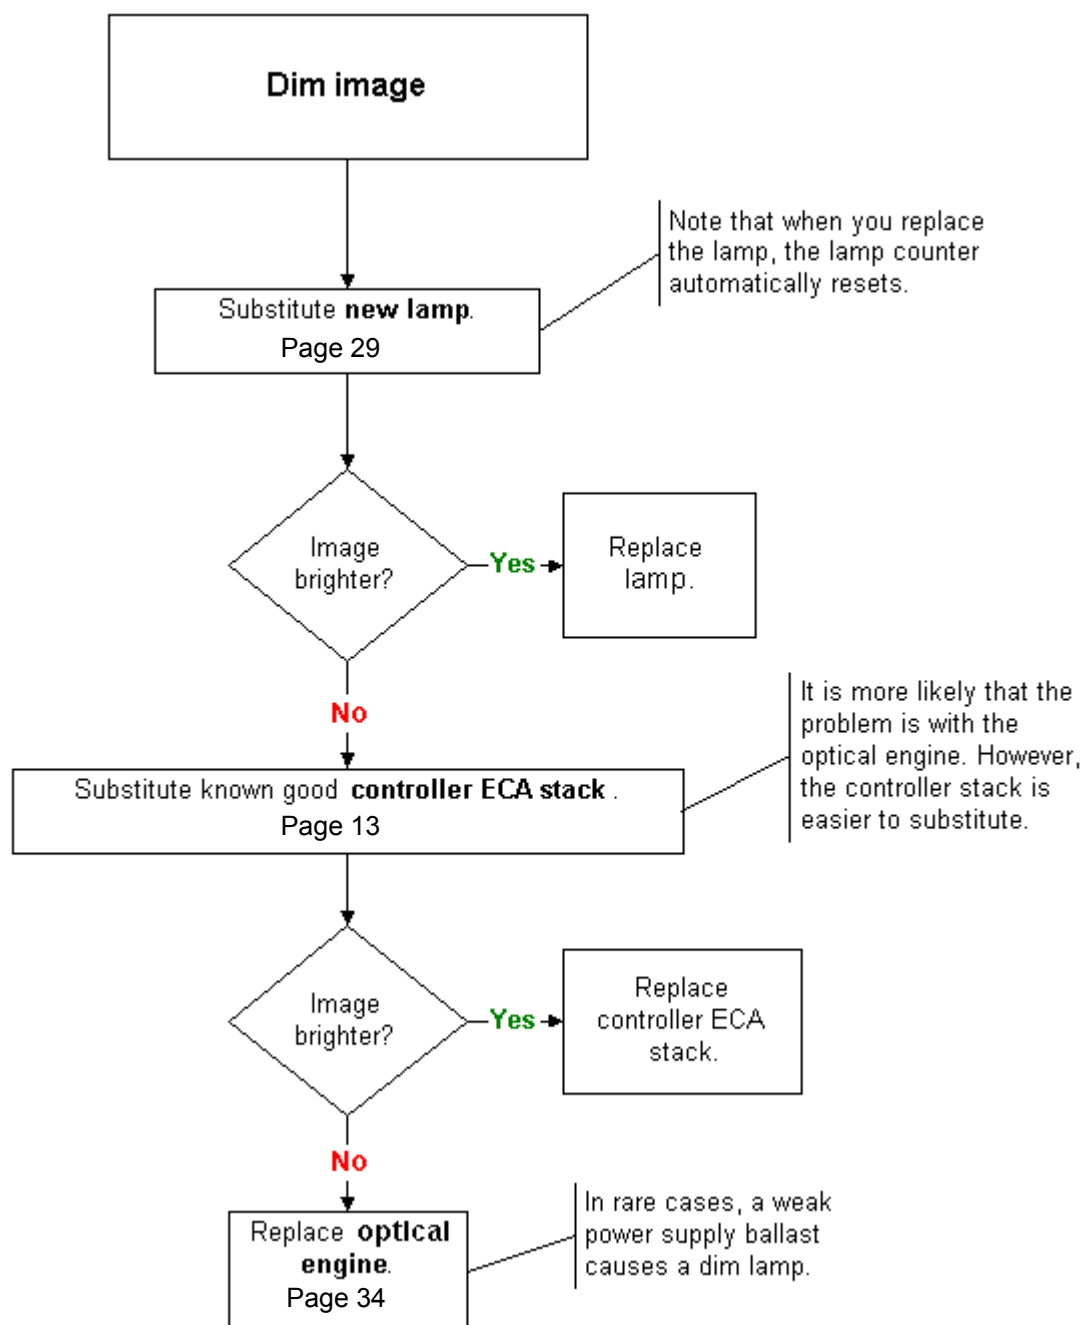 Dim image
Note that when you replace
the lamp, the lamp counter
automatically resets.
Substitute new lamp.
Page 29
Image
brighter?
Yes
Replace
lamp.
No
It is more likely that the
problem is with the
optical engine. However,
the controller stack is
easier to substitute.
Substitute known good controller ECA stack .
Page 13
Image
brighter?
Yes
Replace
controller ECA
stack.
No
Replace optical
engine.
Page 34
In rare cases, a weak
power supply ballast
causes a dim lamp.